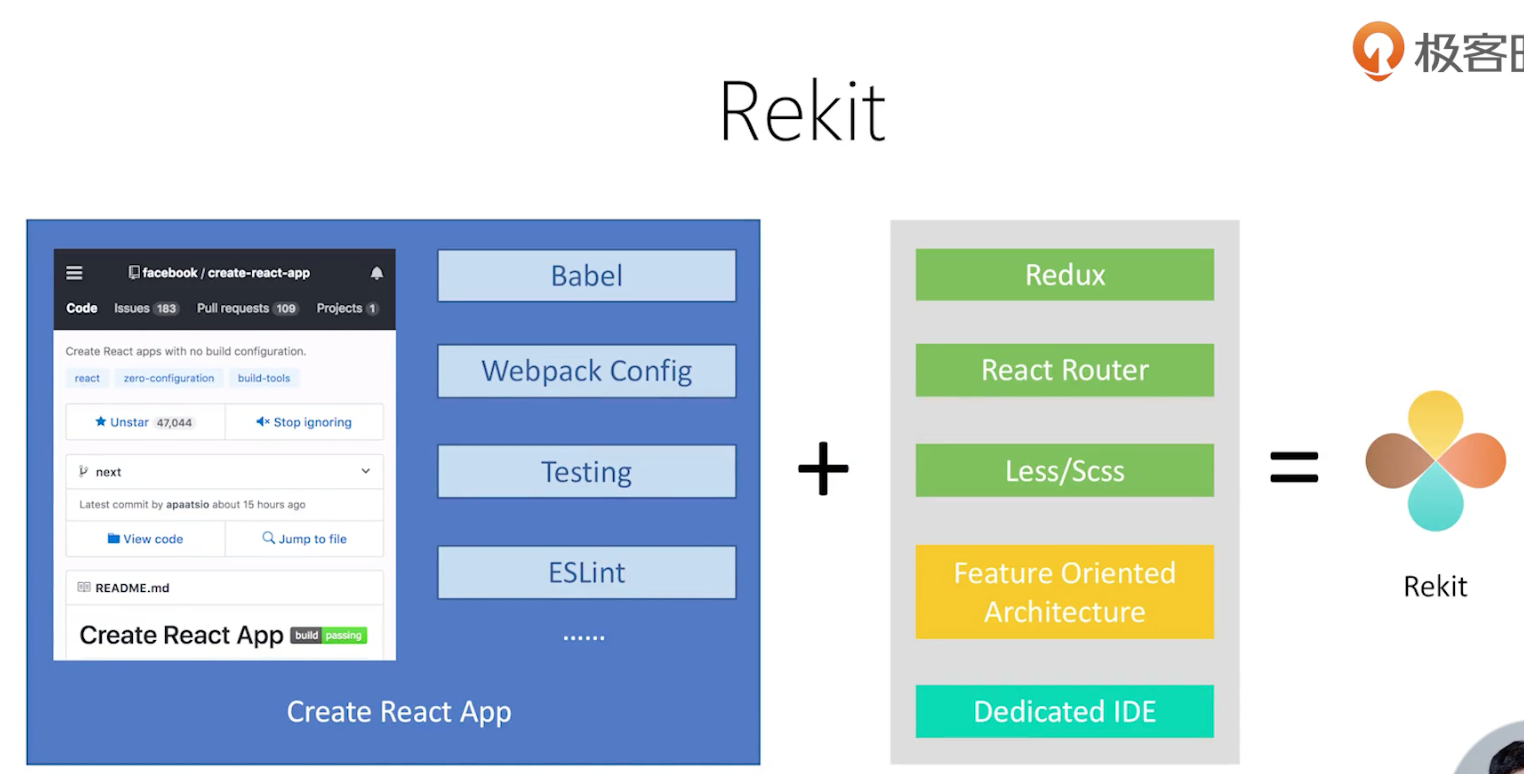 极客
Rekit
facebook / create-react-app
Code Issues 183 Pull requests 109 Projects 1
Create React apps with no build configuration.
react zero-configuration build-tools
Unstar 47,044 Stop ignoring
next
Latest commit by apaatsio about 15 hours ago
View code Jump to file
README.md
Create React App build passing
Babel
Webpack Config
Testing
ESLint
......
Create React App
+
Redux
React Router
Less/Scss
Feature Oriented
Architecture
Dedicated IDE
=
Rekit